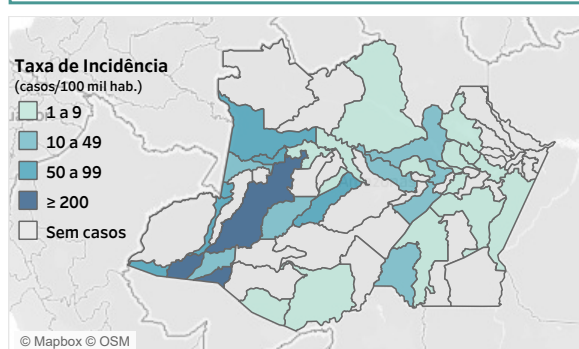 Taxa de Incidência
(casos/100 mil hab.)
1 a 9
10 a 49
50 a 99
≥ 200
Sem casos
© Mapbox © OSM